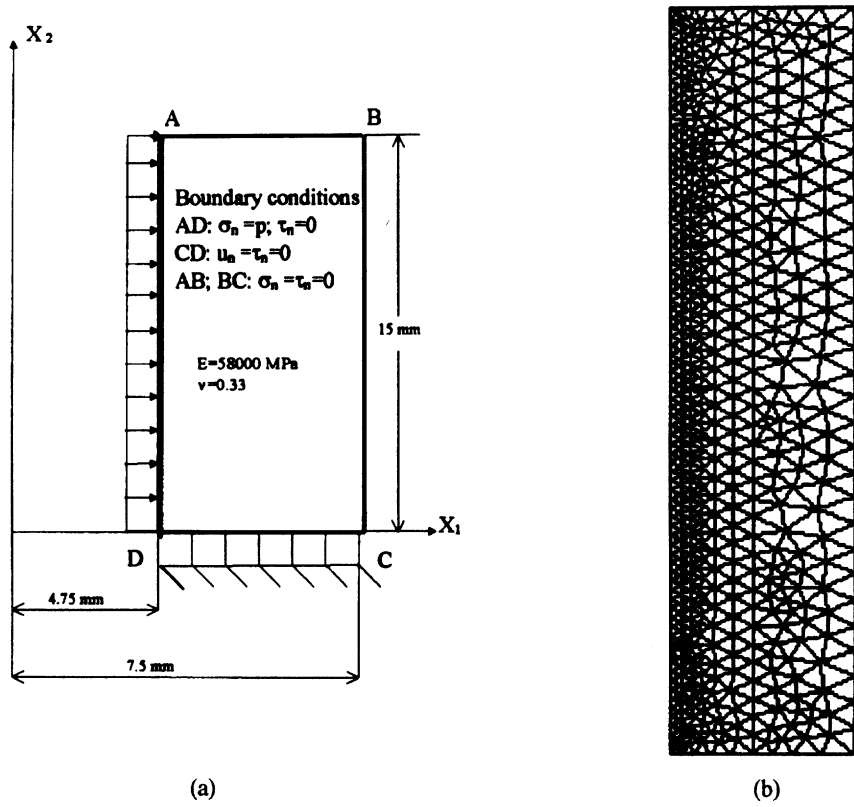 X₂
A
B
Boundary conditions
AD: σₙ =p; τₙ=0
CD: uₙ =τₙ=0
AB; BC: σₙ =τₙ=0
15 mm
E=58000 MPa
ν=0.33
X₁
D
C
4.75 mm
7.5 mm
(a)
(b)